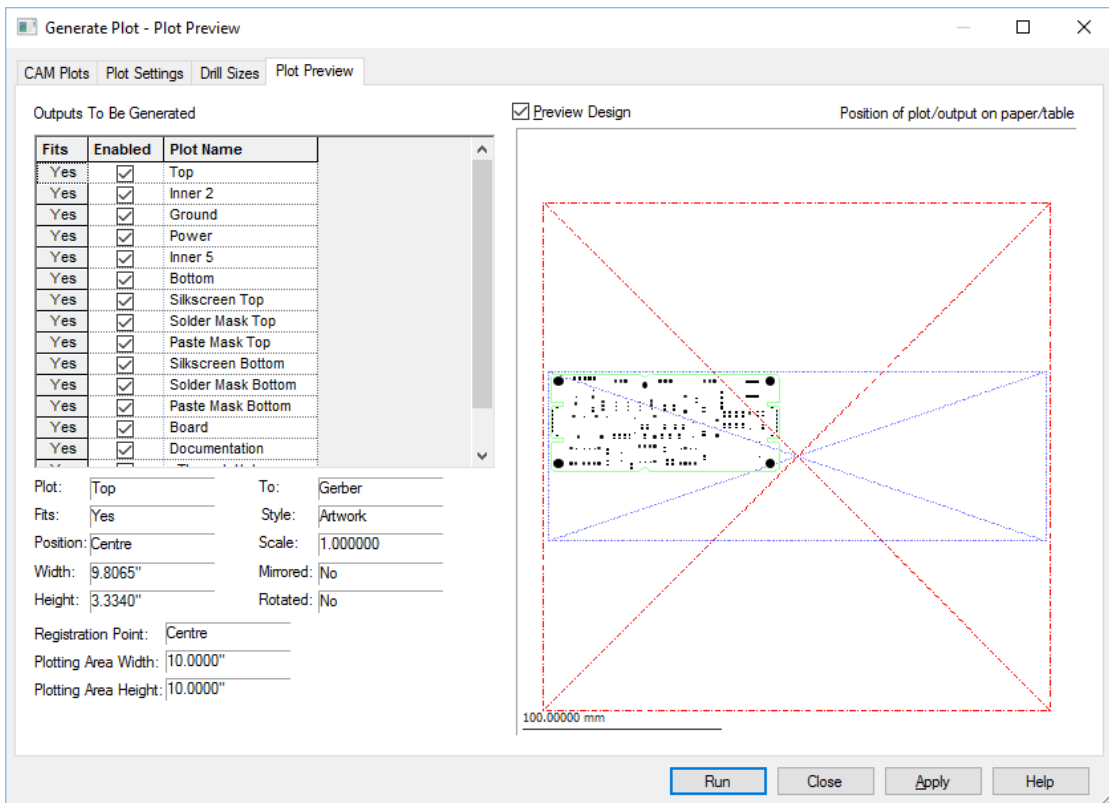 Generate Plot - Plot Preview
CAM Plots Plot Settings Drill Sizes Plot Preview
Outputs To Be Generated
Preview Design
Position of plot/output on paper/table
Fits Enabled Plot Name
Yes Top
Yes Inner 2
Yes Ground
Yes Power
Yes Inner 5
Yes Bottom
Yes Silkscreen Top
Yes Solder Mask Top
Yes Paste Mask Top
Yes Silkscreen Bottom
Yes Solder Mask Bottom
Yes Paste Mask Bottom
Yes Board
Yes Documentation
Plot: Top To: Gerber
Fits: Yes Style: Artwork
Position: Centre Scale: 1.000000
Width: 9.8065" Mirrored: No
Height: 3.3340" Rotated: No
Registration Point: Centre
Plotting Area Width: 10.0000"
Plotting Area Height: 10.0000"
100.00000 mm
Run Close Apply Help